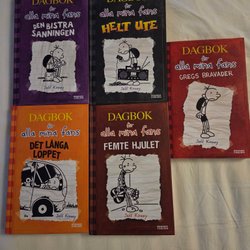 DAGBOK
för
alla mina fans
DEN BISTRA
SANNINGEN
DAGBOK
för
alla mina fans
HELT UTE
Jeff Kinney
DAGBOK
för
alla mina fans
GREGS BRAVADER
Jeff Kinney
DAGBOK
för
alla mina fans
DET LÅNGA
LOPPET
Jeff Kinney
DAGBOK
för
alla mina fans
FEMTE HJULET
Jeff Kinney